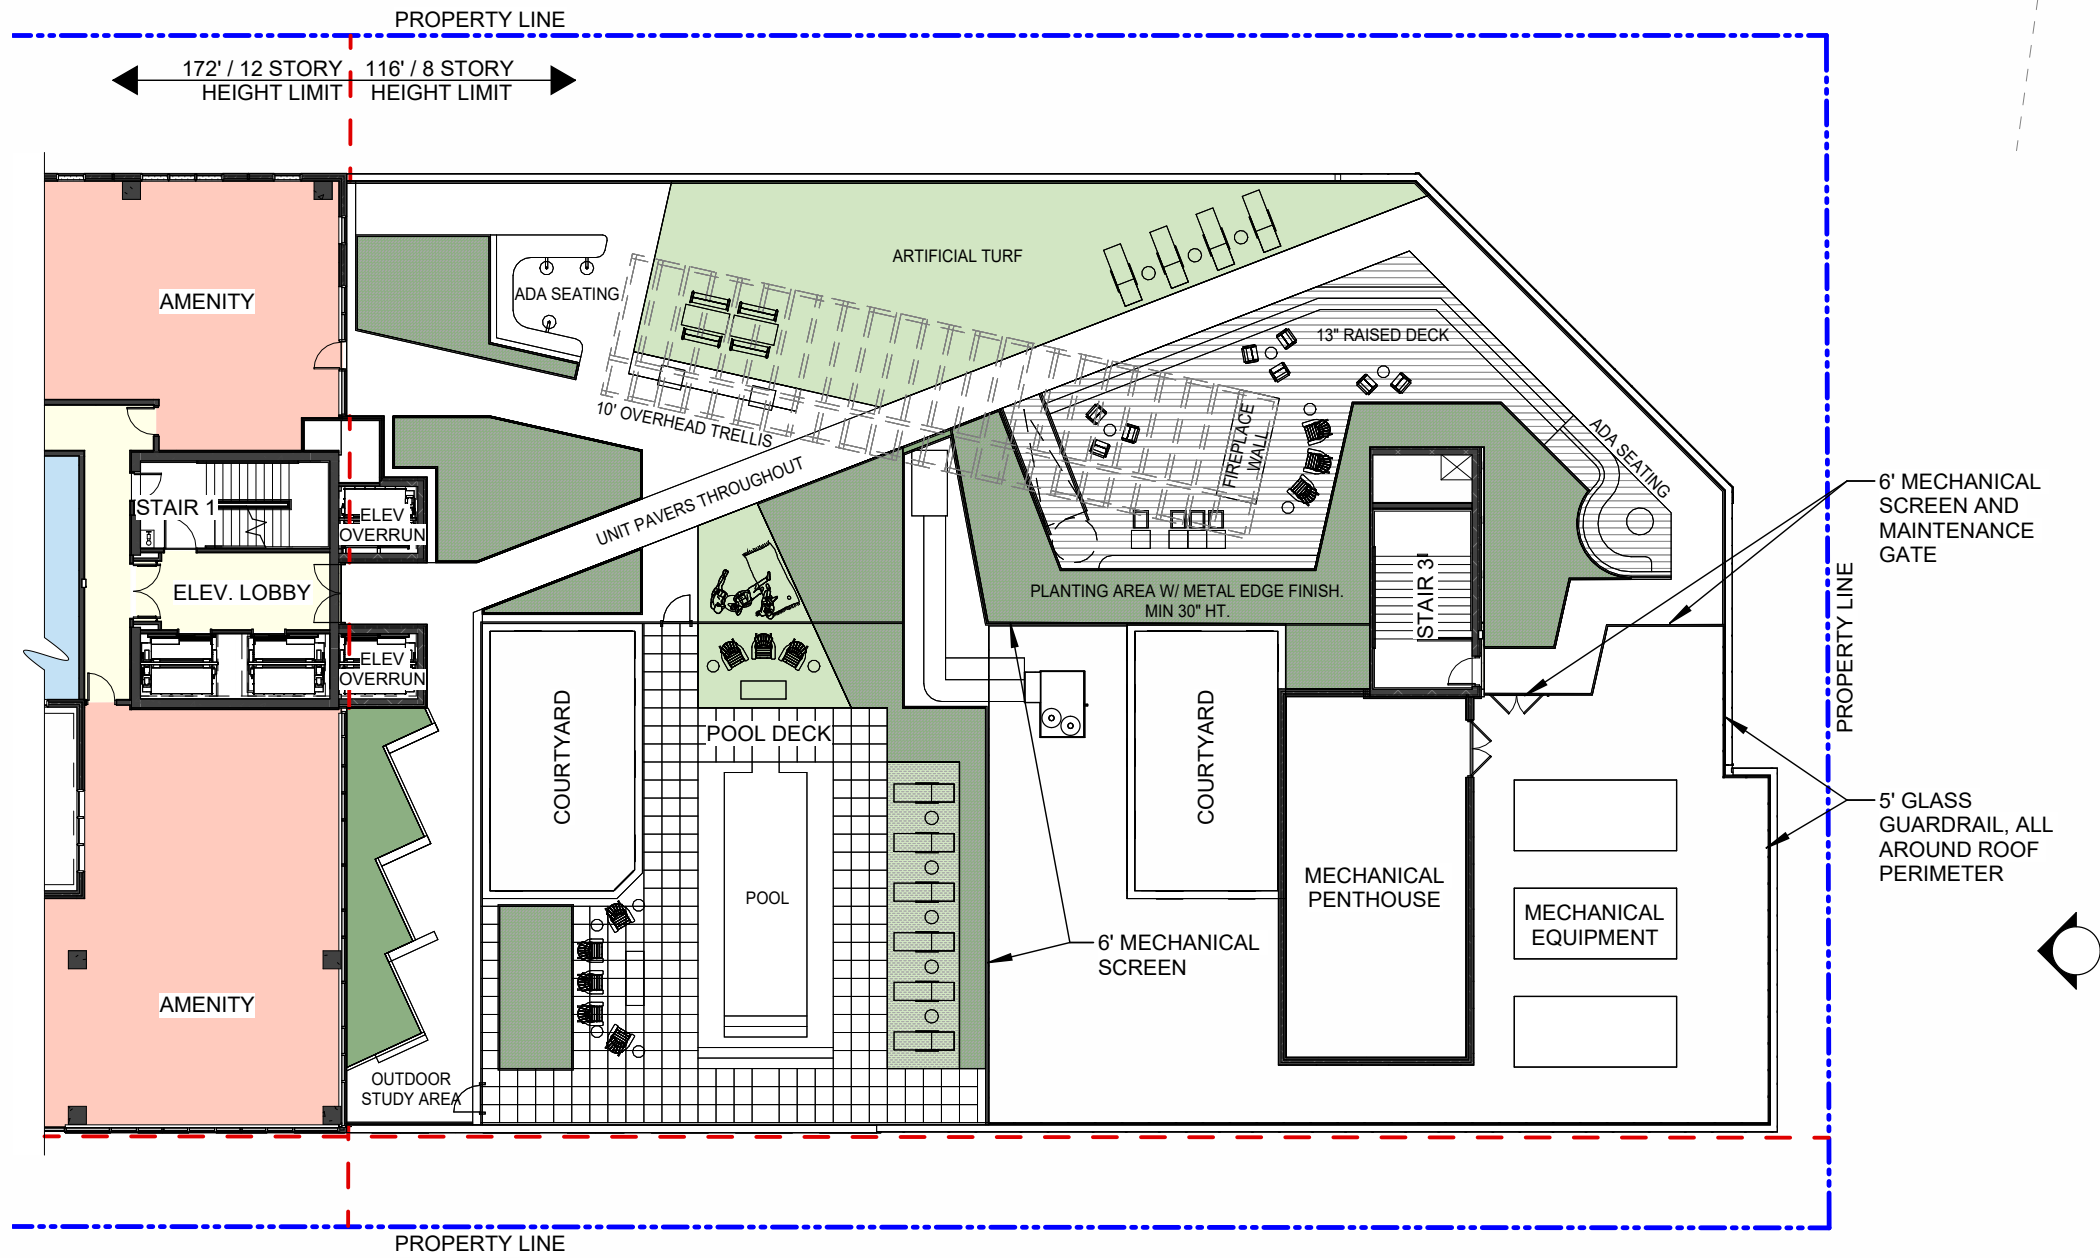 PROPERTY LINE
172' / 12 STORY
HEIGHT LIMIT
116' / 8 STORY
HEIGHT LIMIT
ARTIFICIAL TURF
AMENITY
ADA SEATING
13" RAISED DECK
10' OVERHEAD TRELLIS
FIREPLACE
WALL
ADA SEATING
UNIT PAVERS THROUGHOUT
STAIR 1
ELEV
OVERRUN
6' MECHANICAL
SCREEN AND
MAINTENANCE
GATE
ELEV. LOBBY
PLANTING AREA W/ METAL EDGE FINISH.
MIN 30" HT.
STAIR 3
PROPERTY LINE
ELEV
OVERRUN
COURTYARD
POOL DECK
COURTYARD
5' GLASS
GUARDRAIL, ALL
AROUND ROOF
PERIMETER
POOL
MECHANICAL
PENTHOUSE
MECHANICAL
EQUIPMENT
6' MECHANICAL
SCREEN
AMENITY
OUTDOOR
STUDY AREA
PROPERTY LINE